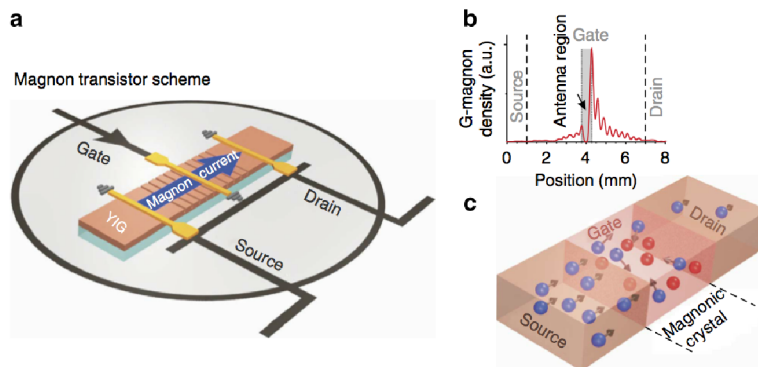 a
Magnon transistor scheme
Gate
Magnon current
YIG
Drain
Source
b
Gate
G-magnon
density (a.u.)
Source
Antenna region
Drain
0 2 4 6 8
Position (mm)
c
Gate
Drain
Source
Magnonic
crystal